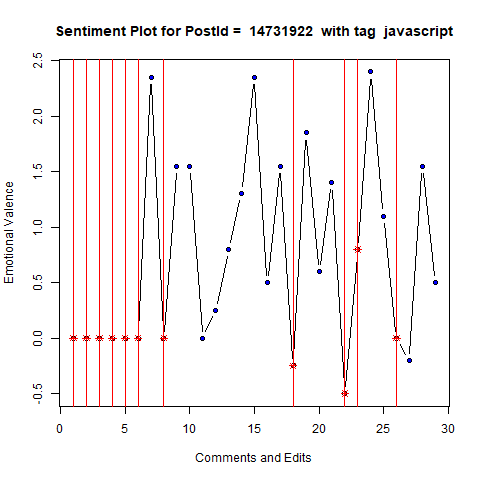 Sentiment Plot for PostId = 14731922 with tag javascript
2.5
2.0
1.5
1.0
0.5
0.0
-0.5
Emotional Valence
0 5 10 15 20 25 30
Comments and Edits